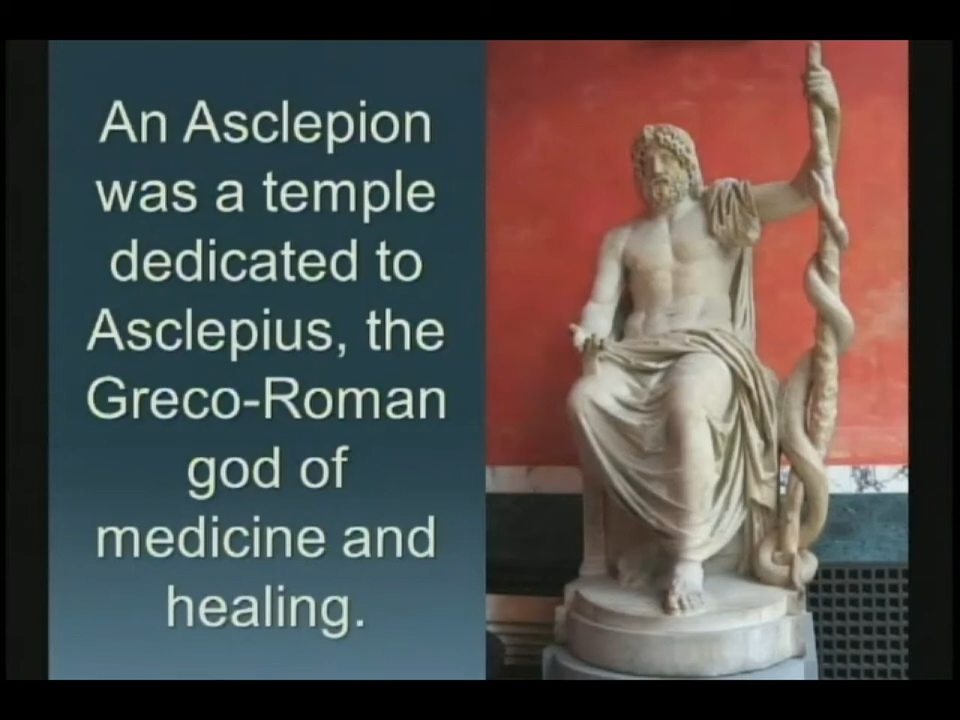 An Asclepion
was a temple
dedicated to
Asclepius, the
Greco-Roman
god of
medicine and
healing.